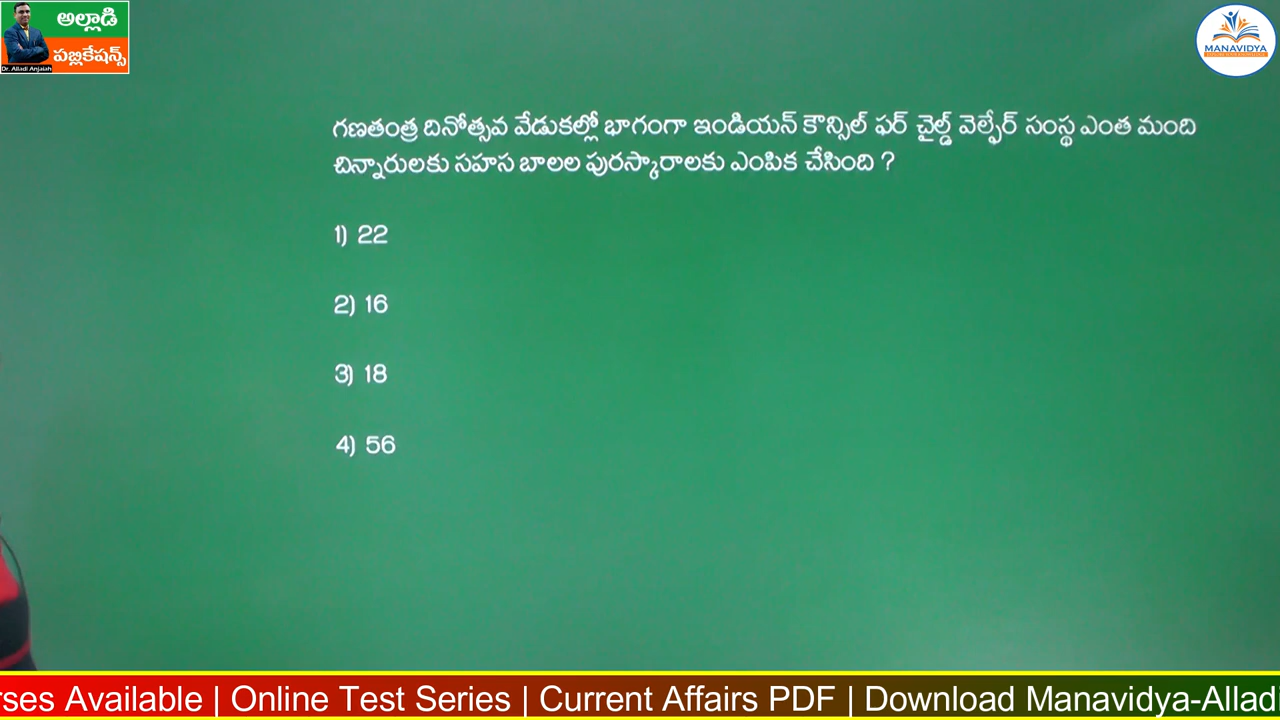 అల్లాడి
పబ్లికేషన్స్
Dr. Alladi Anjaiah
MANAVIDYA
గణతంత్ర దినోత్సవ వేడుకల్లో భాగంగా ఇండియన్ కౌన్సిల్ ఫర్ చైల్డ్ వెల్ఫేర్ సంస్థ ఎంత మంది
చిన్నారులకు సహస బాలల పురస్కారాలకు ఎంపిక చేసింది ?
1) 22
2) 16
3) 18
4) 56
rses Available | Online Test Series | Current Affairs PDF | Download Manavidya-Alladi